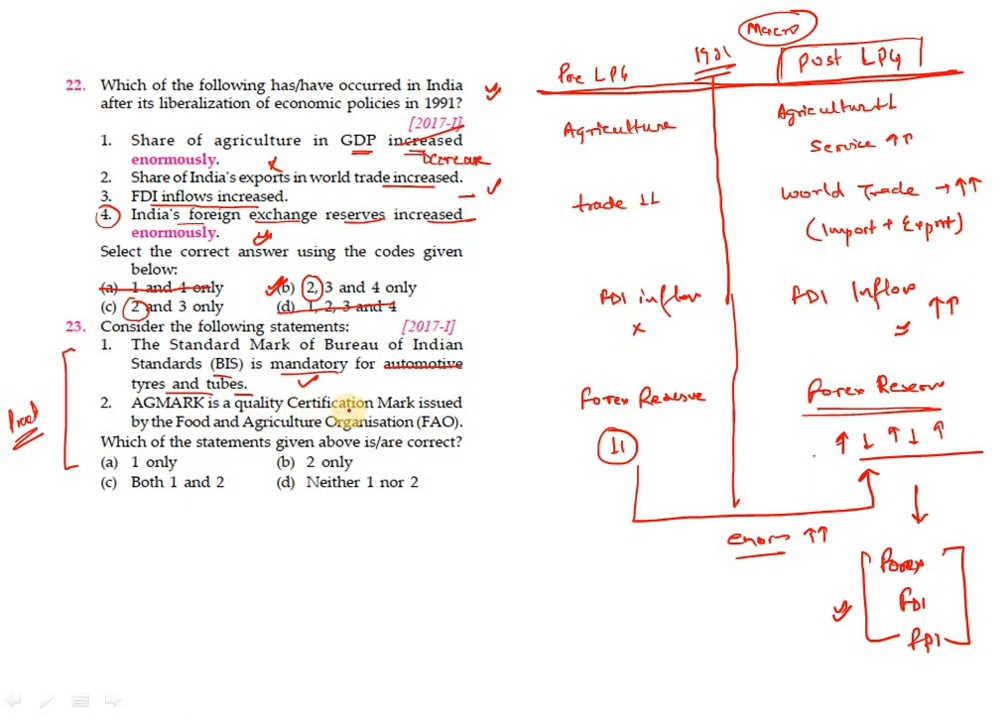 22. Which of the following has/have occurred in India
after its liberalization of economic policies in 1991?
[2017-I]
1. Share of agriculture in GDP increased
Decrease
enormously.
2. Share of India's exports in world trade increased.
3. FDI inflows increased.
4. India's foreign exchange reserves increased
enormously.
Select the correct answer using the codes given
below:
(a) 1 and 4 only (b) 2, 3 and 4 only
(c) 2 and 3 only (d) 1, 2, 3 and 4
23. Consider the following statements: [2017-I]
1. The Standard Mark of Bureau of Indian
Standards (BIS) is mandatory for automotive
tyres and tubes.
2. AGMARK is a quality Certification Mark issued
by the Food and Agriculture Organisation (FAO).
Which of the statements given above is/are correct?
(a) 1 only (b) 2 only
(c) Both 1 and 2 (d) Neither 1 nor 2
Macro
Pre LPG 1991 Post LPG
Agriculture Agriculture ↓↓
Service ↑↑
trade ↓↓ World Trade → ↑↑
(Import + Export)
FDI inflow FDI Inflow ↑↑
x
Forex Reserve Forex Reserve
↓↓ ↑ ↓ ↑ ↓ ↑
enorm ↑↑
Forex
FDI
FPI